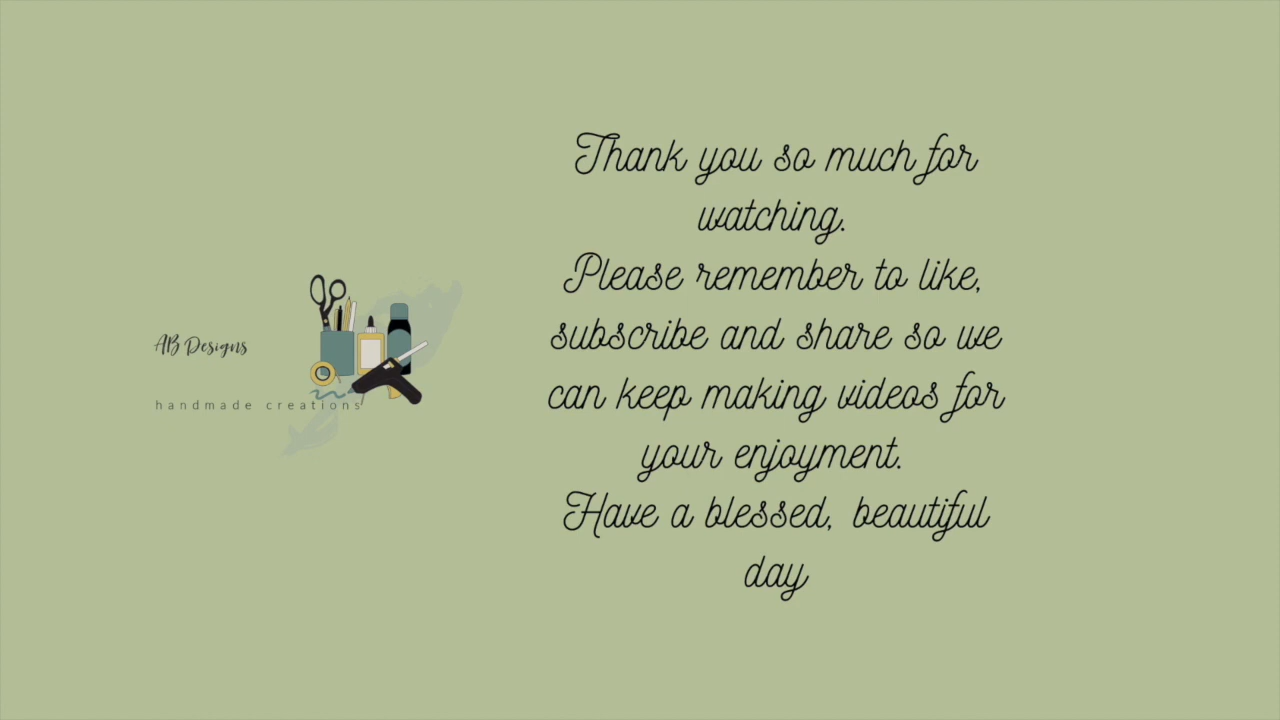 AB Designs
handmade creations
Thank you so much for
watching.
Please remember to like,
subscribe and share so we
can keep making videos for
your enjoyment.
Have a blessed, beautiful
day